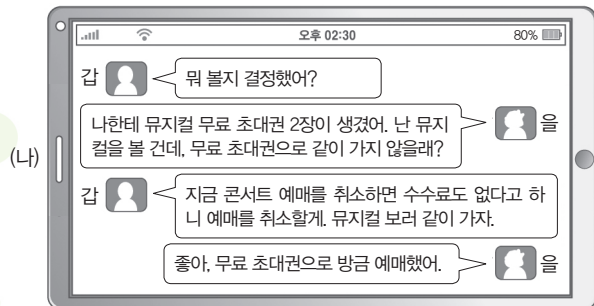 오후 02:30 80%
갑 뭐 볼지 결정했어?
나한테 뮤지컬 무료 초대권 2장이 생겼어. 난 뮤지
컬을 볼 건데, 무료 초대권으로 같이 가지 않을래? 을
(나)
갑 지금 콘서트 예매를 취소하면 수수료도 없다고 하
니 예매를 취소할게. 뮤지컬 보러 같이 가자.
좋아, 무료 초대권으로 방금 예매했어. 을